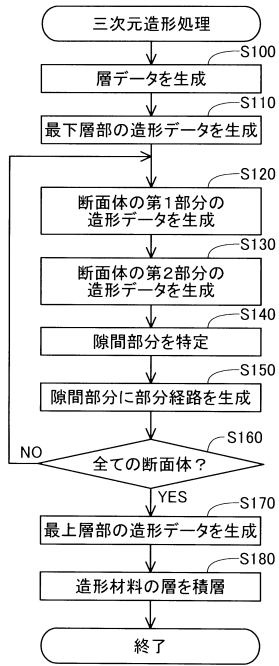 三次元造形処理
S100
層データを生成
S110
最下層部の造形データを生成
S120
断面体の第1部分の
造形データを生成
S130
断面体の第2部分の
造形データを生成
S140
隙間部分を特定
S150
隙間部分に部分経路を生成
S160
NO
全ての断面体？
YES
S170
最上層部の造形データを生成
S180
造形材料の層を積層
終了